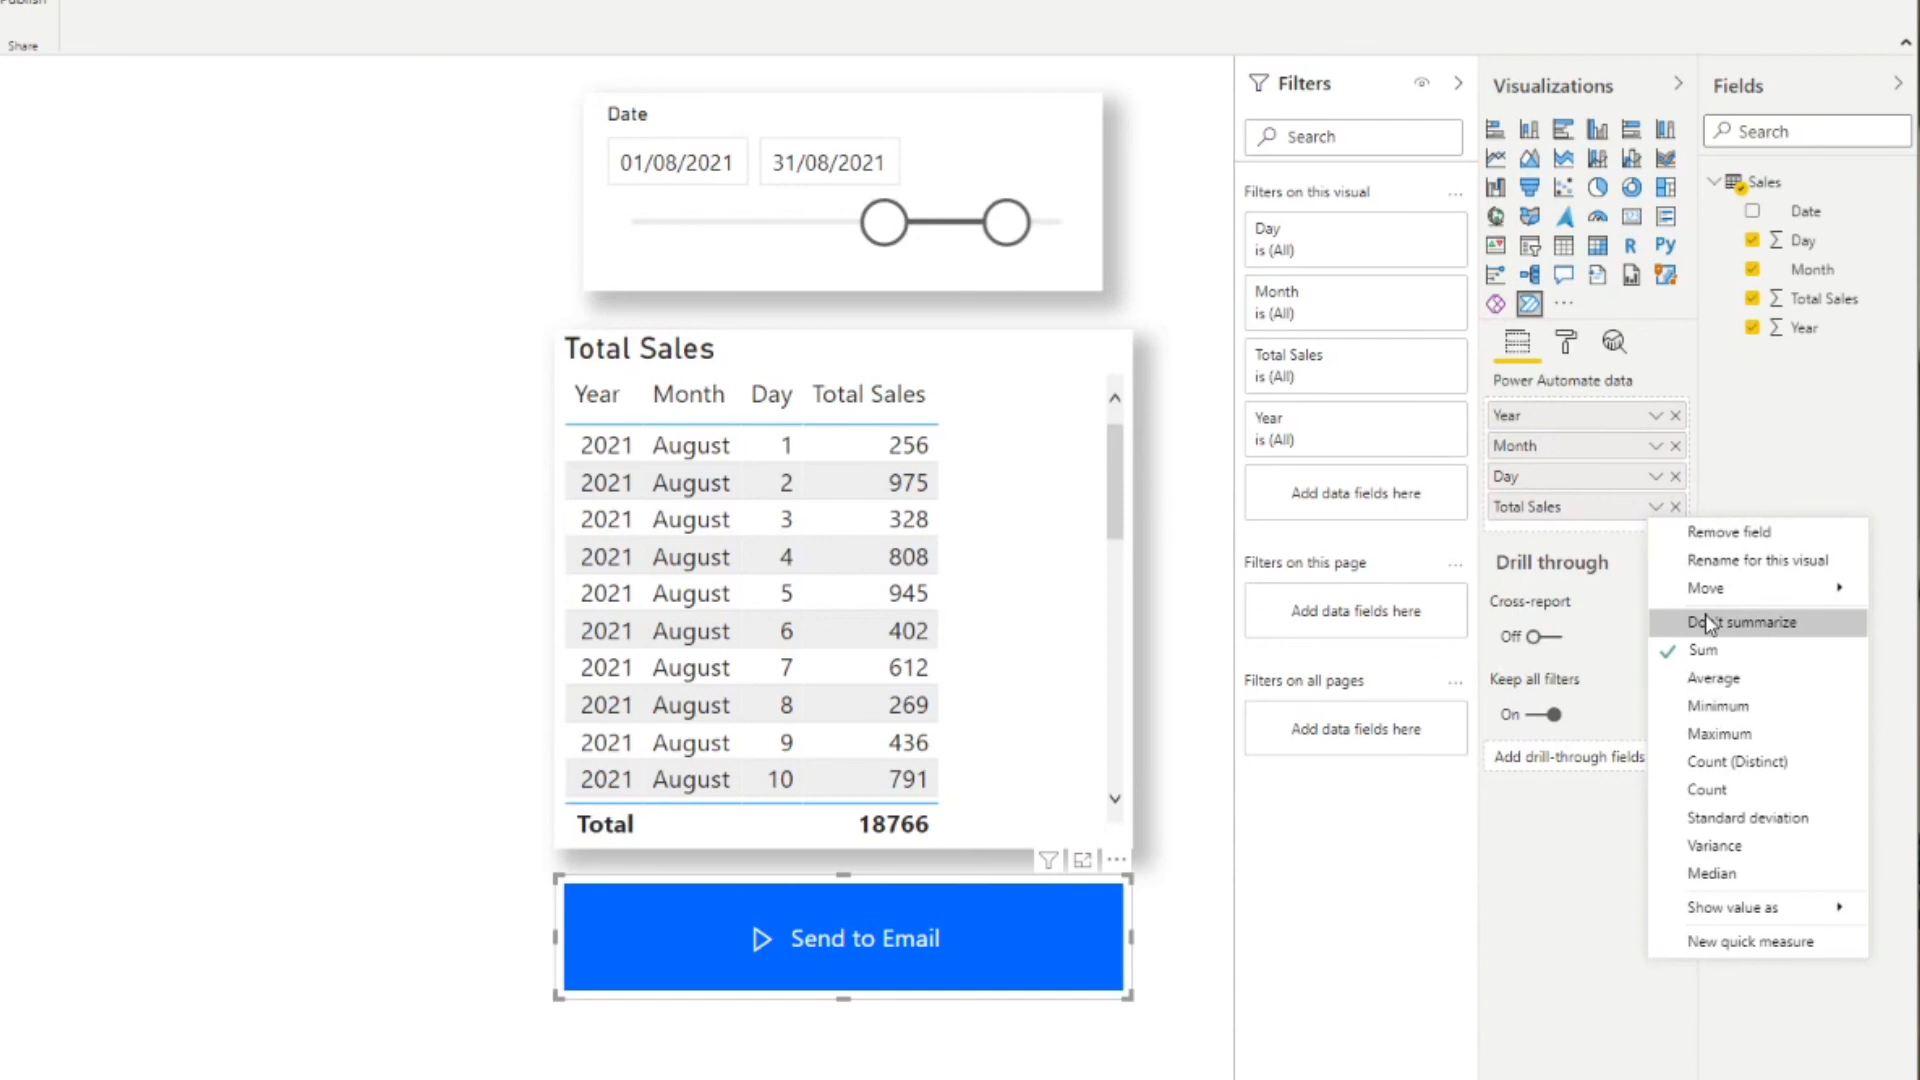 Publish
Share
Date
01/08/2021 31/08/2021
Total Sales
Year Month Day Total Sales
2021 August 1 256
2021 August 2 975
2021 August 3 328
2021 August 4 808
2021 August 5 945
2021 August 6 402
2021 August 7 612
2021 August 8 269
2021 August 9 436
2021 August 10 791
Total 18766
Send to Email
Filters
Search
Filters on this visual
Day
is (All)
Month
is (All)
Total Sales
is (All)
Year
is (All)
Add data fields here
Filters on this page
Add data fields here
Filters on all pages
Add data fields here
Visualizations
R Py
Power Automate data
Year
Month
Day
Total Sales
Drill through
Cross-report
Off
Keep all filters
On
Add drill-through fields
Remove field
Rename for this visual
Move
Don't summarize
Sum
Average
Minimum
Maximum
Count (Distinct)
Count
Standard deviation
Variance
Median
Show value as
New quick measure
Fields
Search
Sales
Date
Day
Month
Total Sales
Year